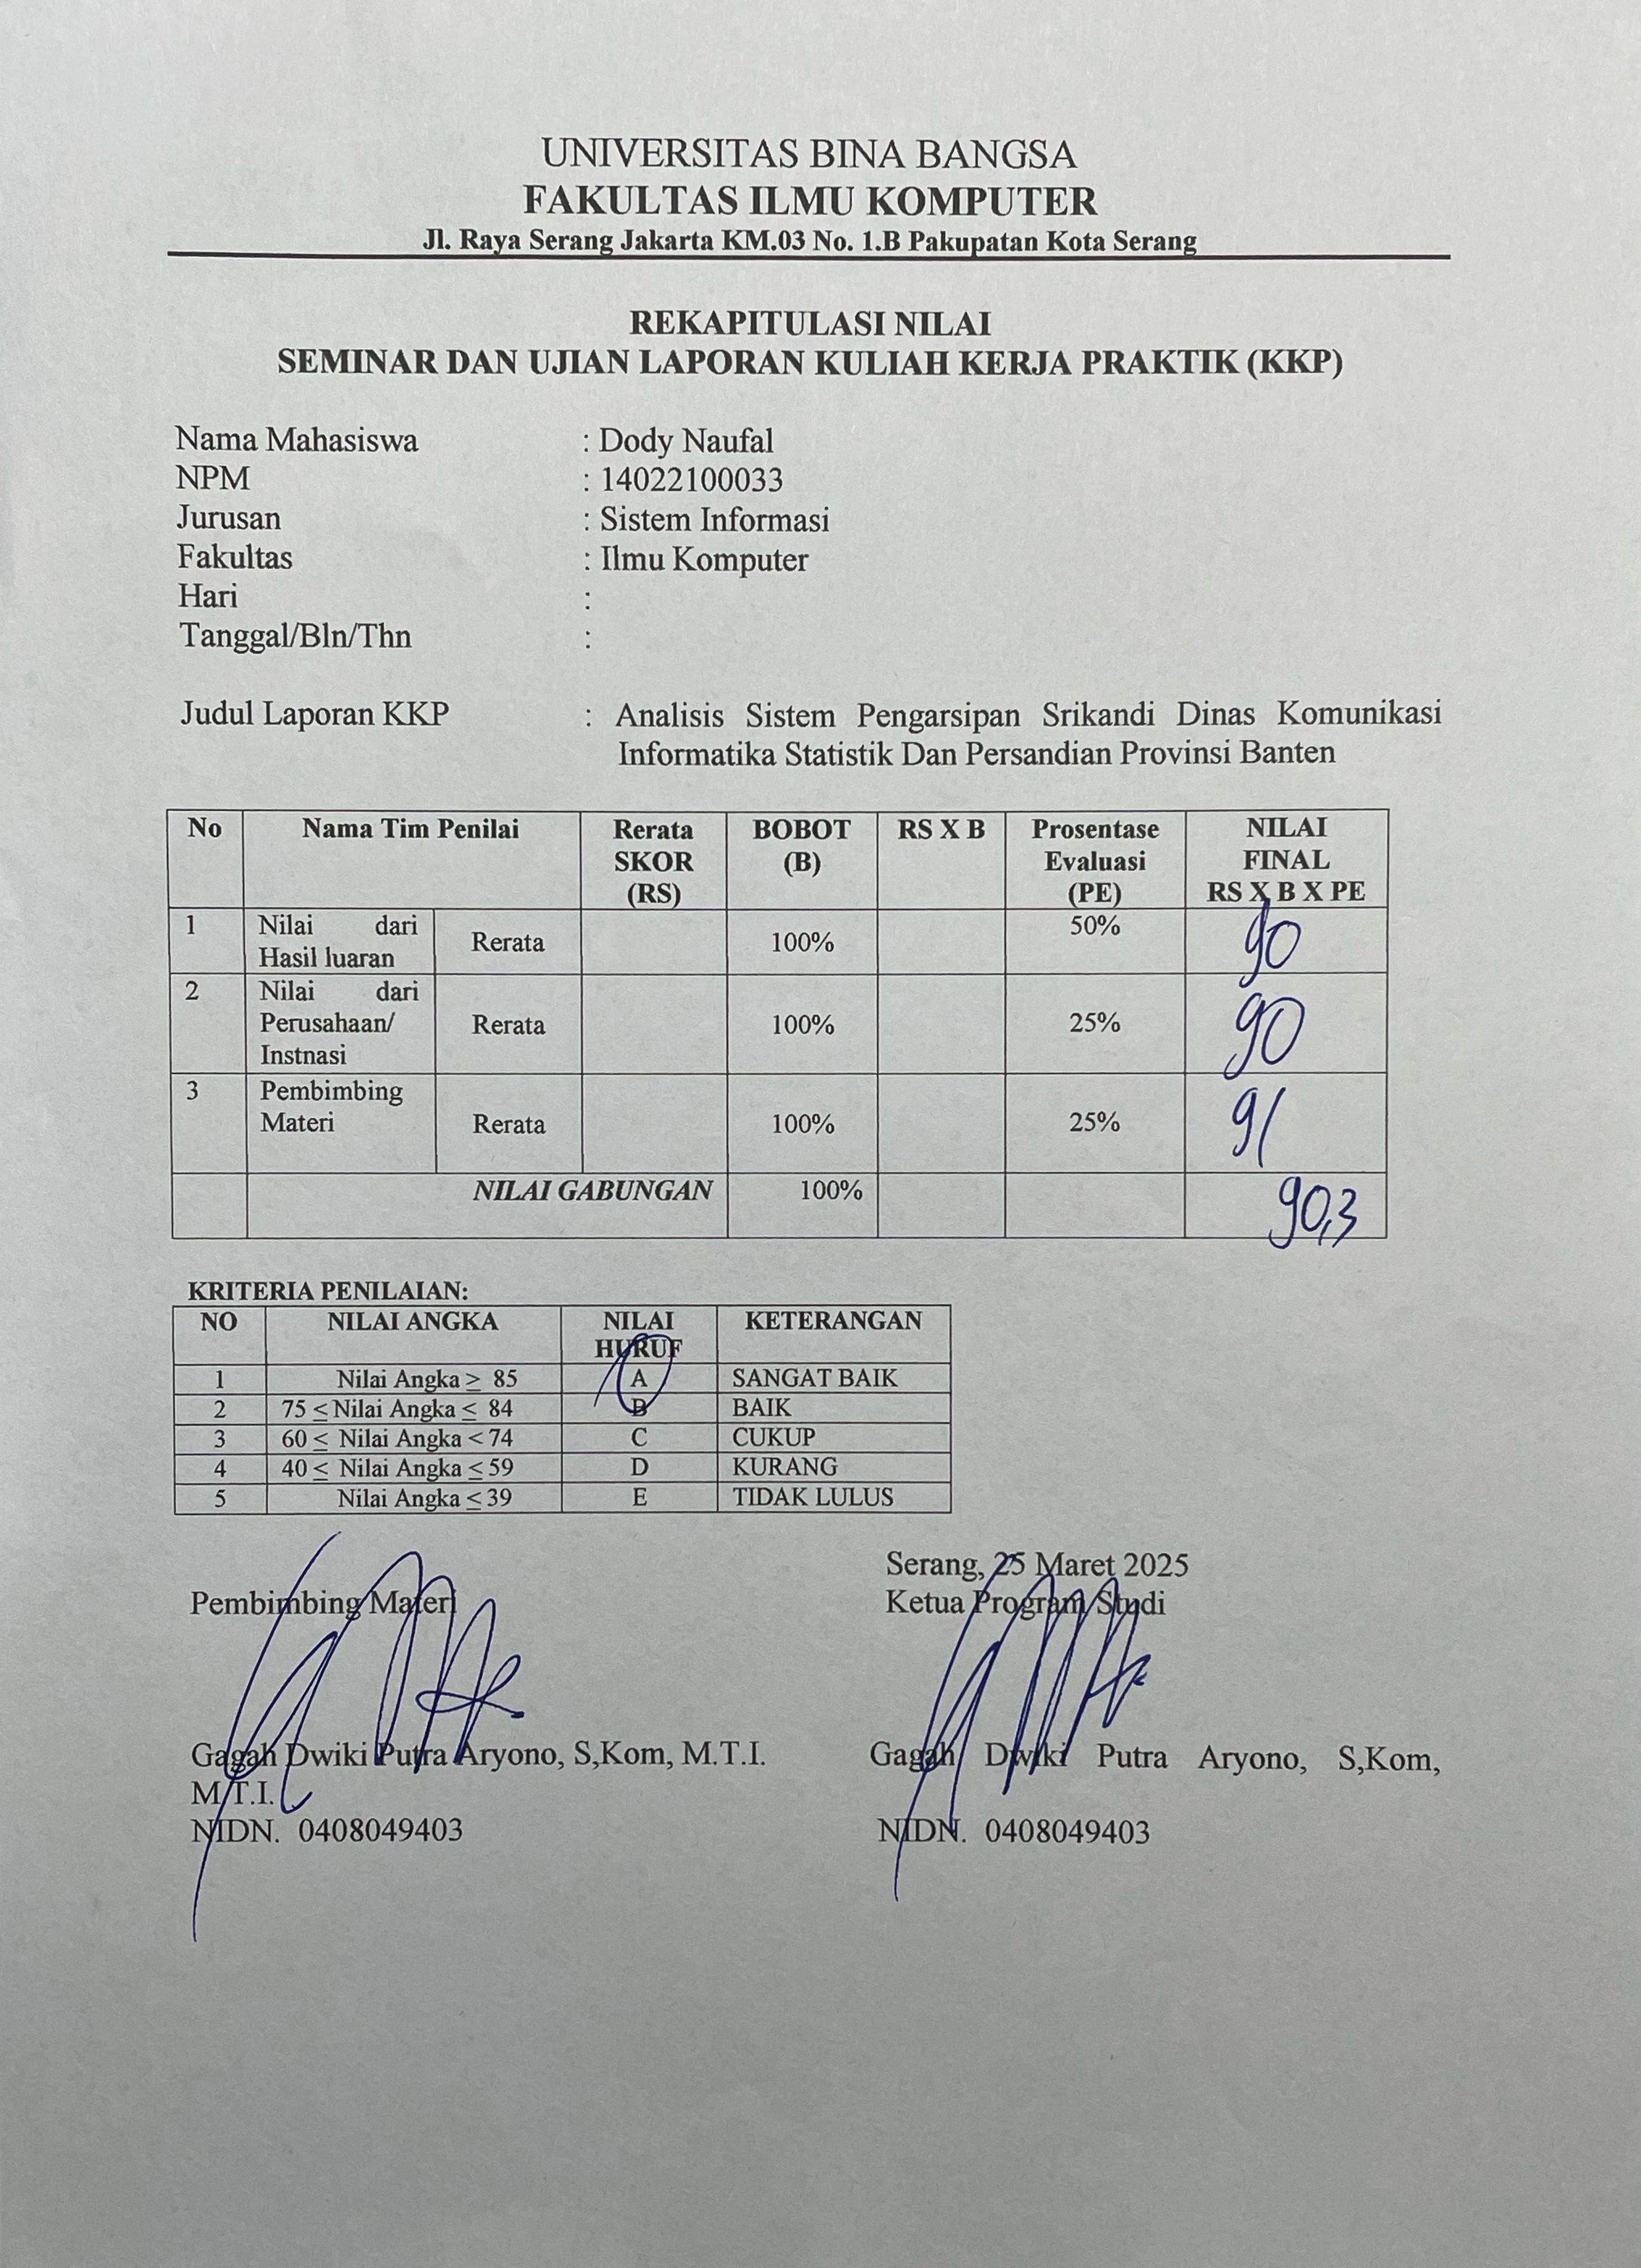 UNIVERSITAS BINA BANGSA
FAKULTAS ILMU KOMPUTER
Jl. Raya Serang Jakarta KM.03 No. 1.B Pakupatan Kota Serang
REKAPITULASI NILAI
SEMINAR DAN UJIAN LAPORAN KULIAH KERJA PRAKTIK (KKP)
Nama Mahasiswa : Dody Naufal
NPM : 14022100033
Jurusan : Sistem Informasi
Fakultas : Ilmu Komputer
Hari :
Tanggal/Bln/Thn :
Judul Laporan KKP : Analisis Sistem Pengarsipan Srikandi Dinas Komunikasi
Informatika Statistik Dan Persandian Provinsi Banten
No Nama Tim Penilai Rerata SKOR (RS) BOBOT (B) RS X B Prosentase Evaluasi (PE) NILAI FINAL RS X B X PE
1 Nilai dari Hasil luaran Rerata 100% 50% 90
2 Nilai dari Perusahaan/ Instnasi Rerata 100% 25% 90
3 Pembimbing Materi Rerata 100% 25% 91
NILAI GABUNGAN 100% 90,3
KRITERIA PENILAIAN:
NO NILAI ANGKA NILAI HURUF KETERANGAN
1 Nilai Angka ≥ 85 A SANGAT BAIK
2 75 ≤ Nilai Angka ≤ 84 B BAIK
3 60 ≤ Nilai Angka < 74 C CUKUP
4 40 ≤ Nilai Angka ≤ 59 D KURANG
5 Nilai Angka ≤ 39 E TIDAK LULUS
Serang, 25 Maret 2025
Pembimbing Materi Ketua Program Studi
Gagah Dwiki Putra Aryono, S,Kom, M.T.I. Gagah Dwiki Putra Aryono, S,Kom,
M.T.I.
NIDN. 0408049403 NIDN. 0408049403